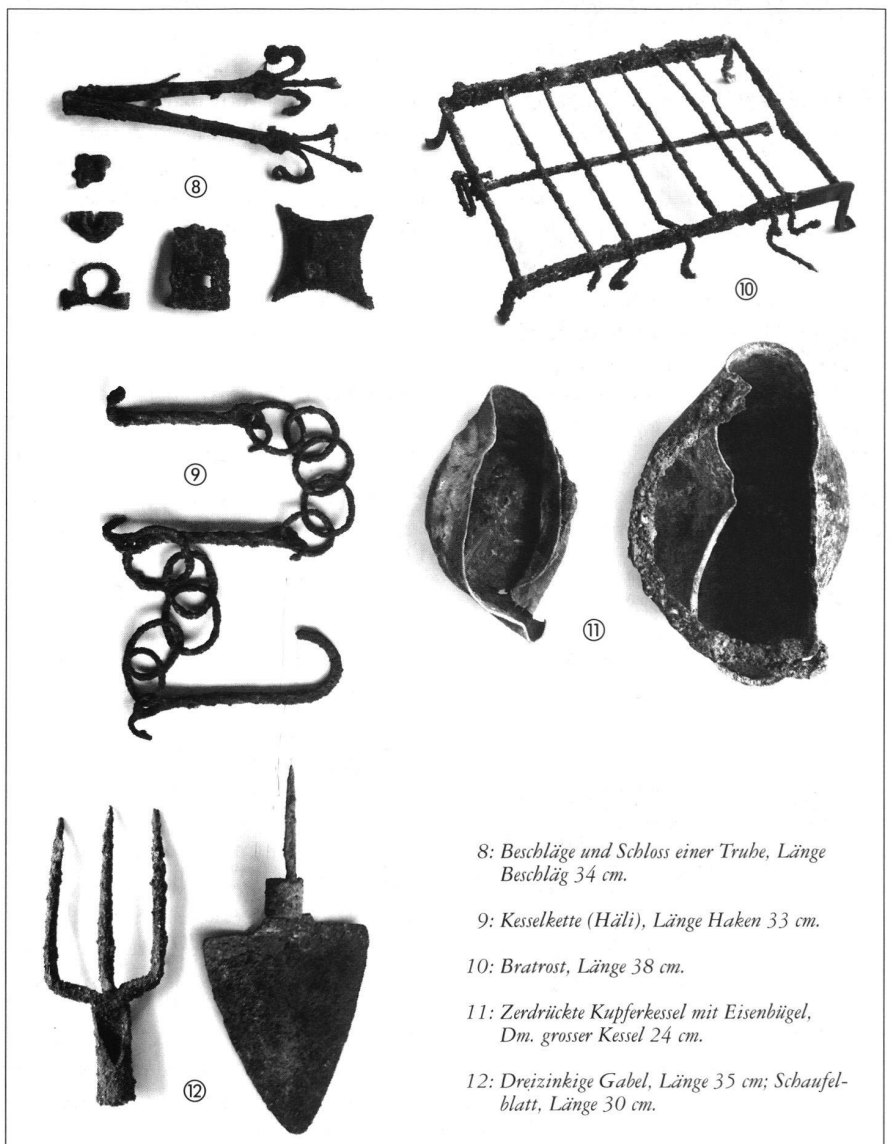 ⑧
⑩
⑨
⑪
⑫
8: Beschläge und Schloss einer Truhe, Länge
Beschläg 34 cm.
9: Kesselkette (Häli), Länge Haken 33 cm.
10: Bratrost, Länge 38 cm.
11: Zerdrückte Kupferkessel mit Eisenbügel,
Dm. grosser Kessel 24 cm.
12: Dreizinkige Gabel, Länge 35 cm; Schaufel-
blatt, Länge 30 cm.